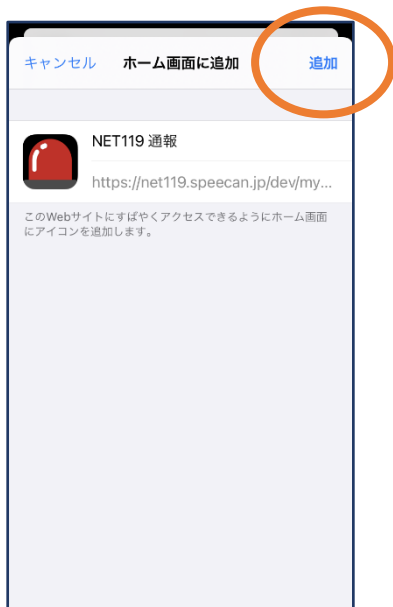 キャンセル ホーム画面に追加 追加
NET119 通報
https://net119.speecan.jp/dev/my...
このWebサイトにすばやくアクセスできるようにホーム画面
にアイコンを追加します。